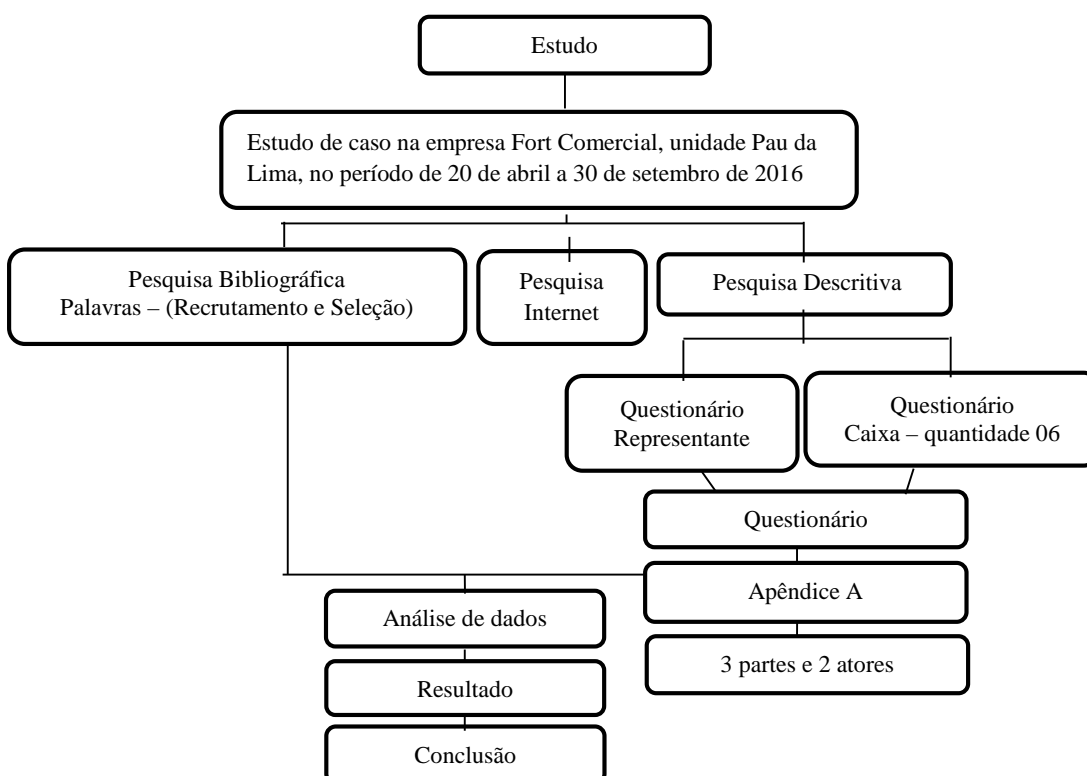 Estudo
Estudo de caso na empresa Fort Comercial, unidade Pau da
Lima, no período de 20 de abril a 30 de setembro de 2016
Pesquisa Bibliográfica
Palavras – (Recrutamento e Seleção)
Pesquisa
Internet
Pesquisa Descritiva
Questionário
Representante
Questionário
Caixa – quantidade 06
Questionário
Apêndice A
3 partes e 2 atores
Análise de dados
Resultado
Conclusão